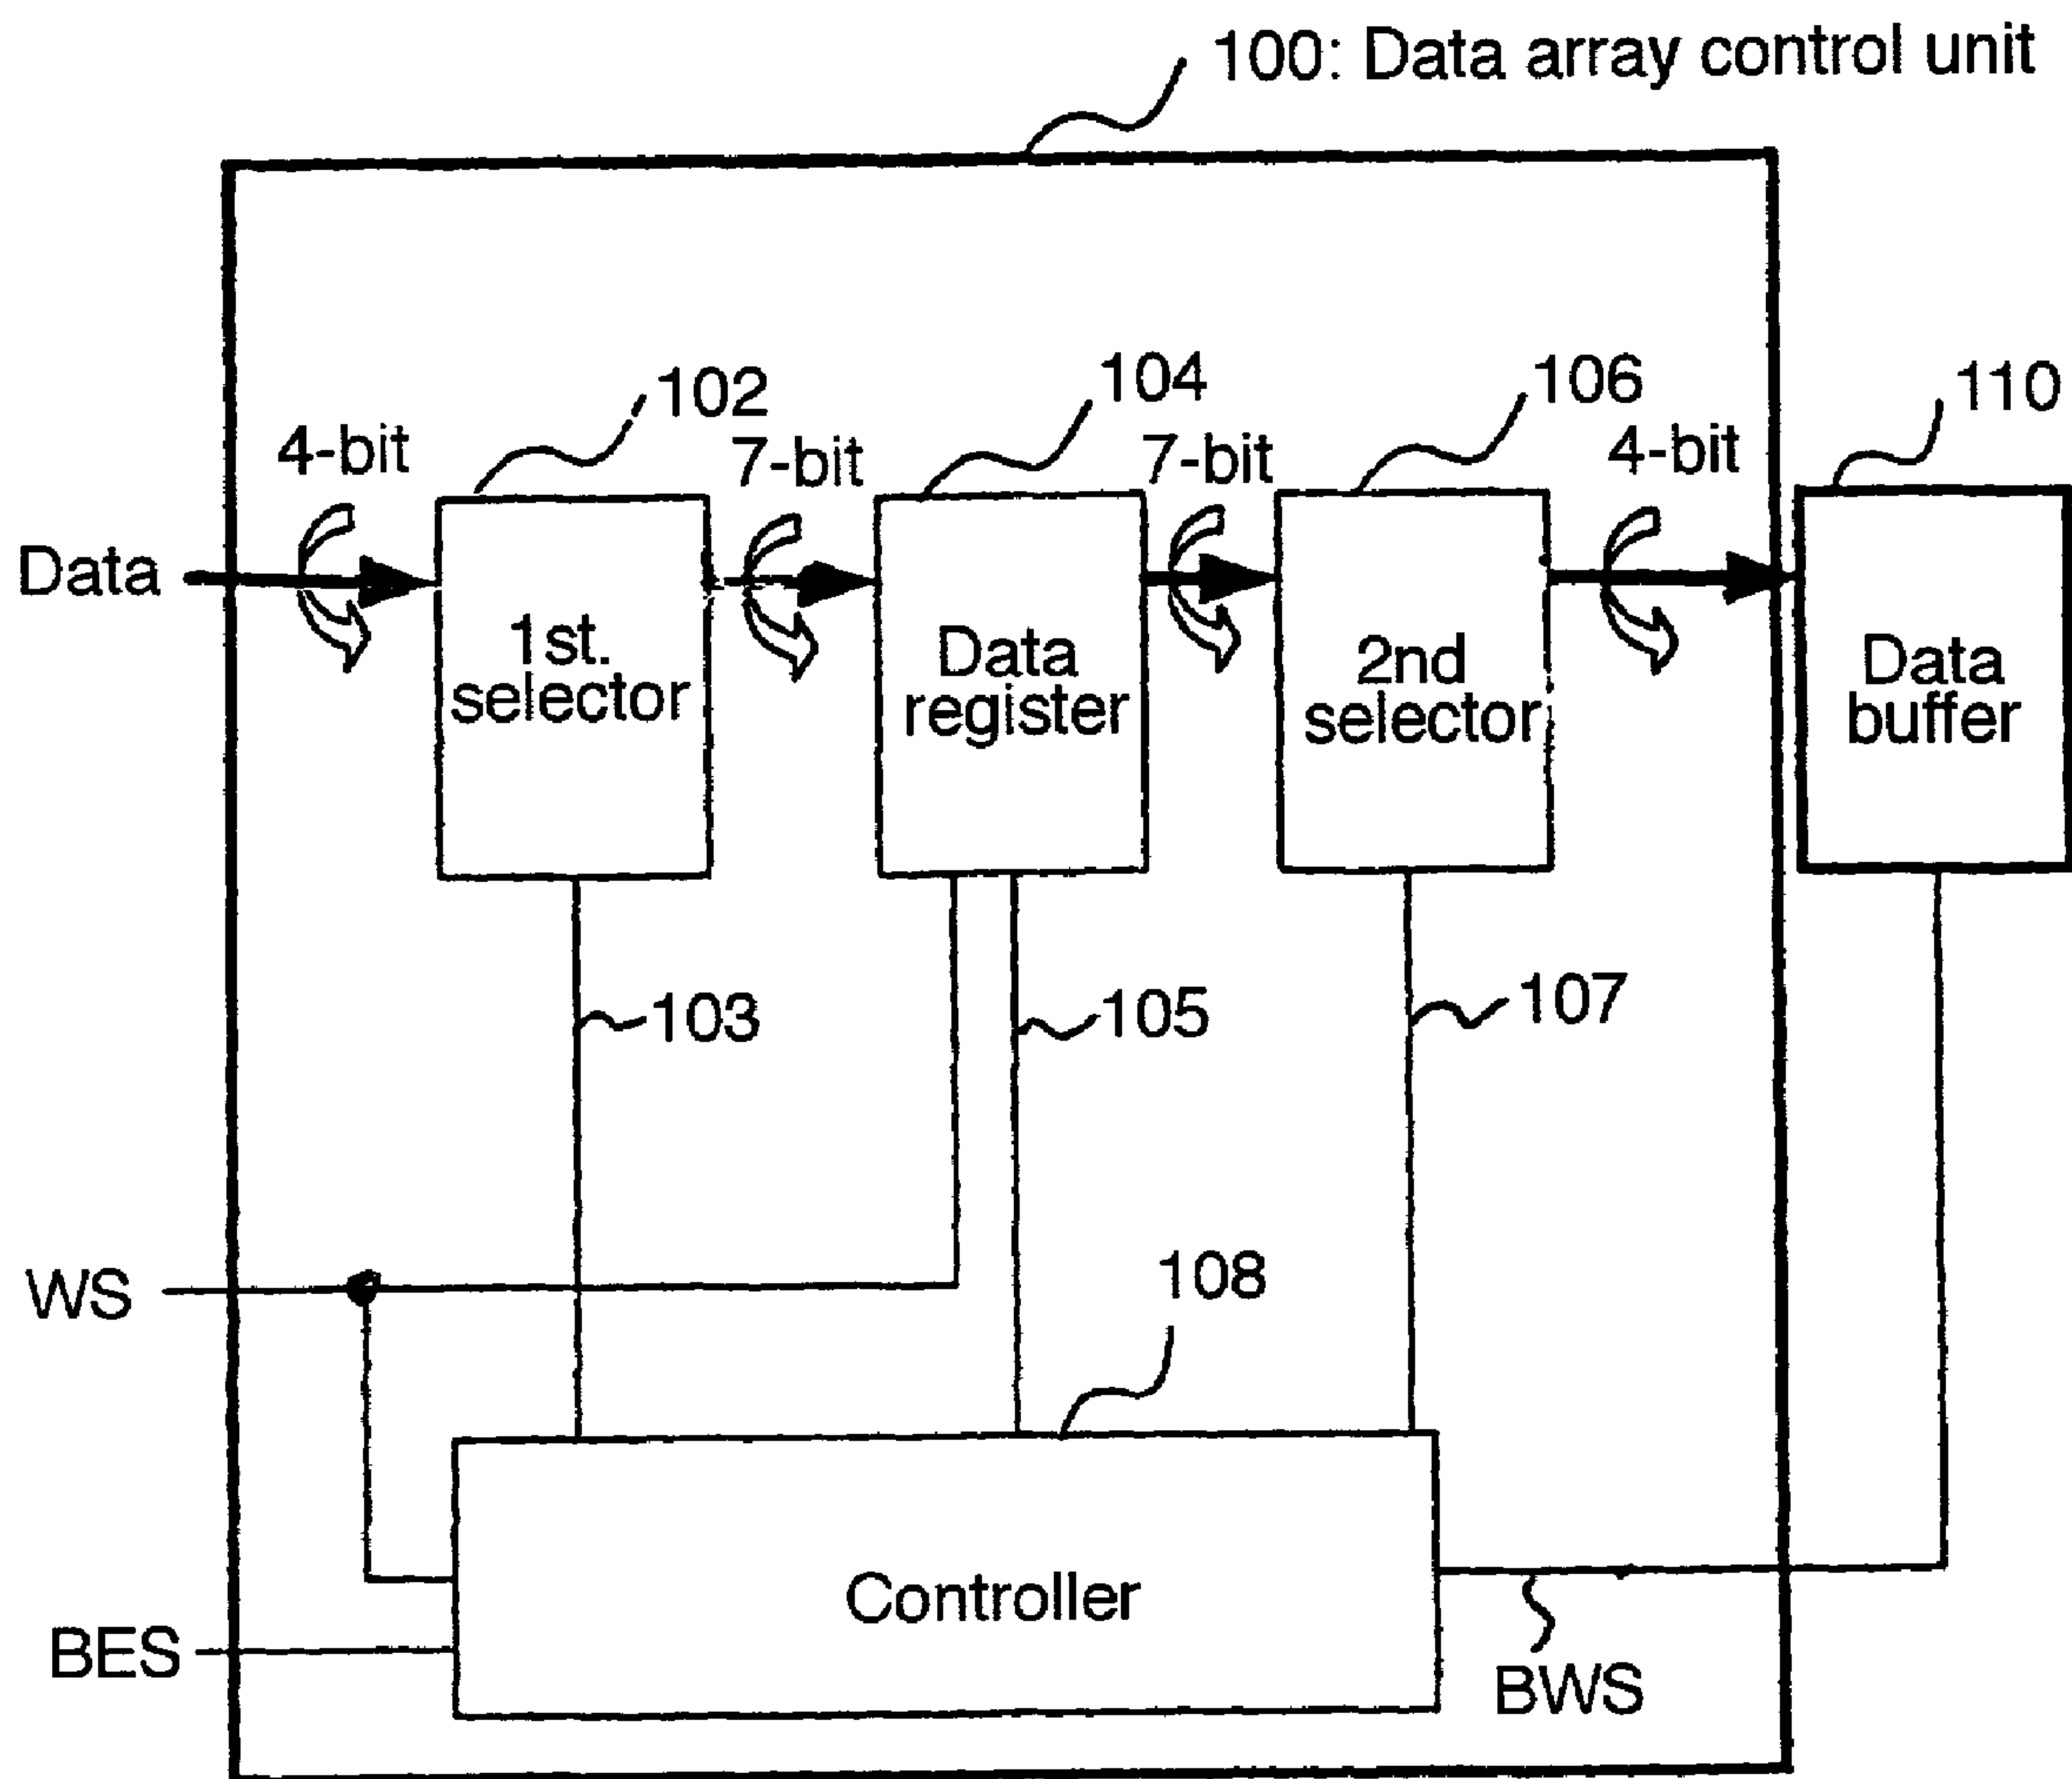 100: Data array control unit
102
104
106
110
4-bit
7-bit
7-bit
4-bit
Data
1st.
selector
Data
register
2nd
selector
Data
buffer
103
105
107
WS
108
Controller
BES
BWS